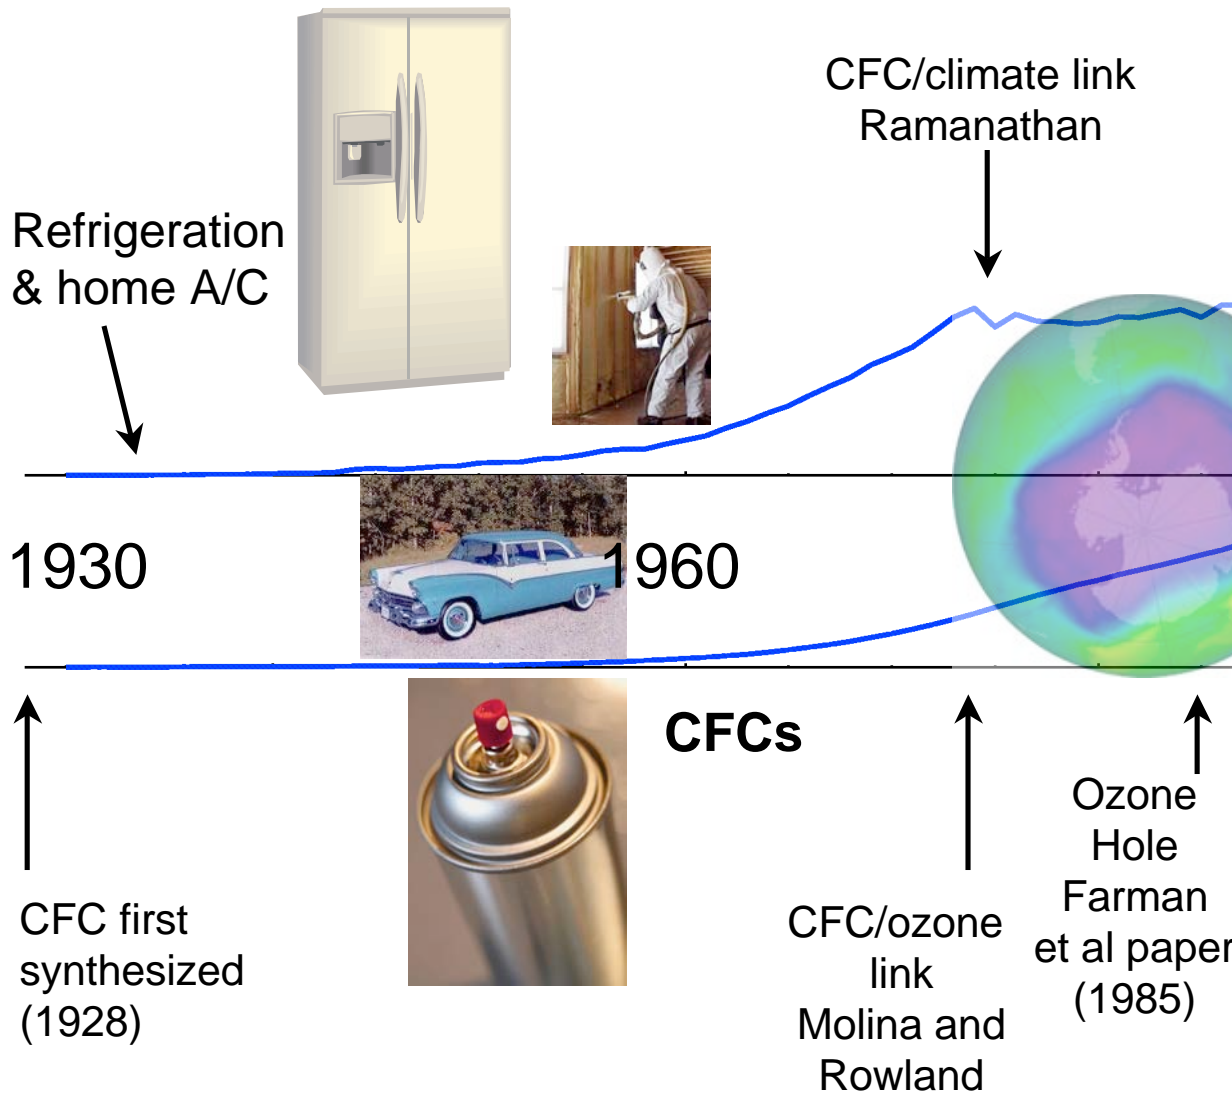 CFC/climate link
Ramanathan
Refrigeration
& home A/C
1930
1960
CFCs
CFC first
synthesized
(1928)
CFC/ozone
link
Molina and
Rowland
Ozone
Hole
Farman
et al paper
(1985)